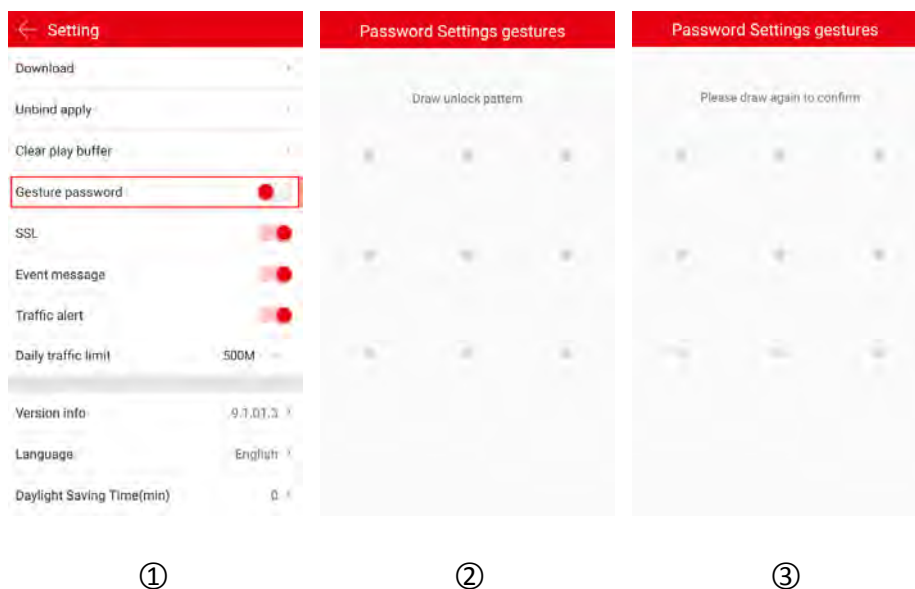 Setting
Download
Unbind apply
Clear play buffer
Gesture password
SSL
Event message
Traffic alert
Daily traffic limit 500M
Version info 9.1.01.3
Language English
Daylight Saving Time(min) 0
①
Password Settings gestures
Draw unlock pattern
②
Password Settings gestures
Please draw again to confirm
③